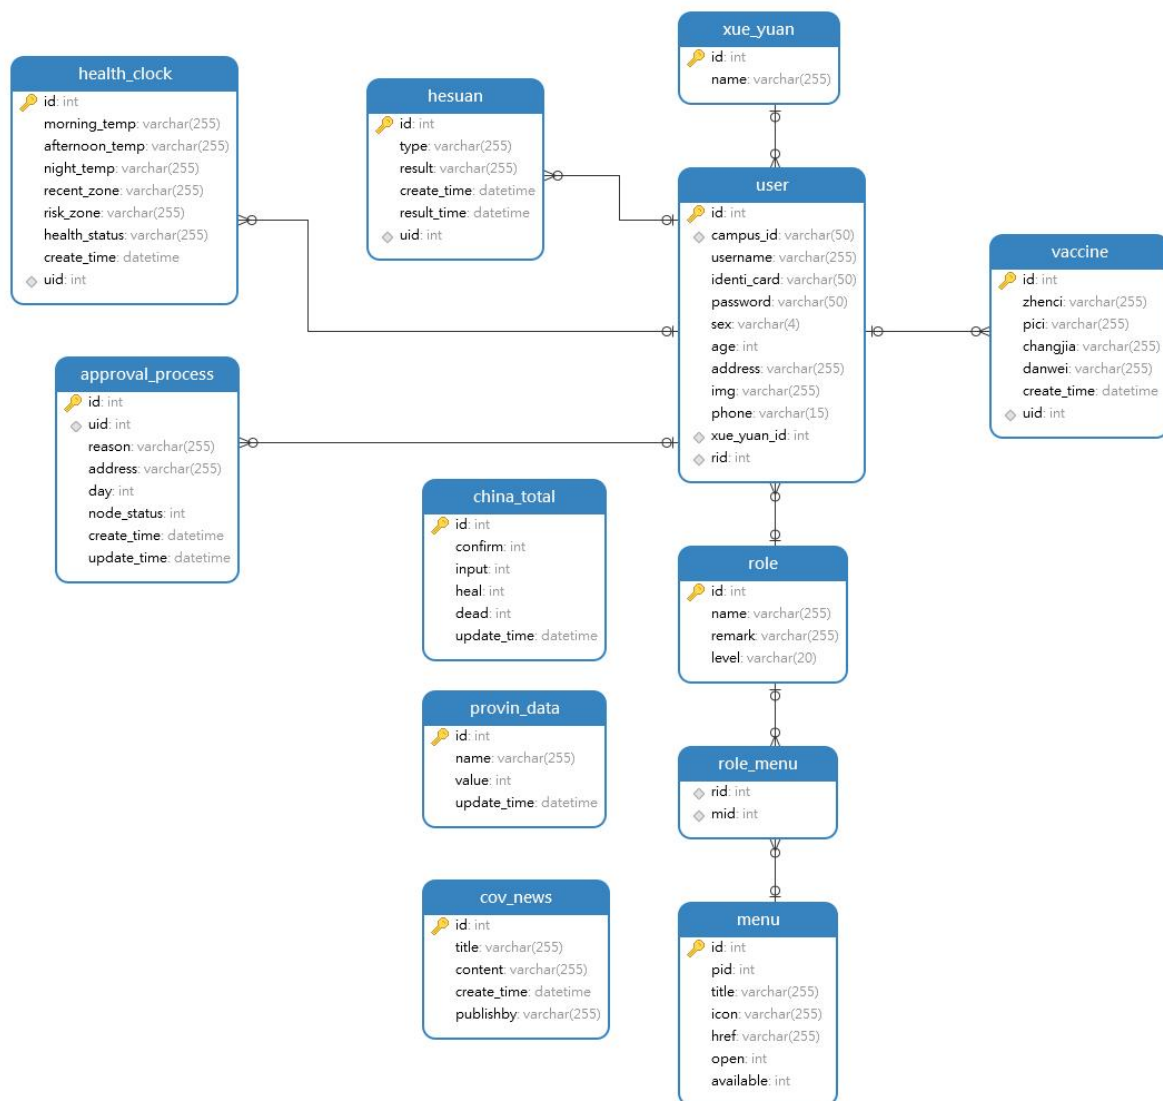 xue_yuan
id: int
name: varchar(255)
health_clock
id: int
morning_temp: varchar(255)
afternoon_temp: varchar(255)
night_temp: varchar(255)
recent_zone: varchar(255)
risk_zone: varchar(255)
health_status: varchar(255)
create_time: datetime
uid: int
hesuan
id: int
type: varchar(255)
result: varchar(255)
create_time: datetime
result_time: datetime
uid: int
user
id: int
campus_id: varchar(50)
username: varchar(255)
identi_card: varchar(50)
password: varchar(50)
sex: varchar(4)
age: int
address: varchar(255)
img: varchar(255)
phone: varchar(15)
xue_yuan_id: int
rid: int
vaccine
id: int
zhenci: varchar(255)
pici: varchar(255)
changjia: varchar(255)
danwei: varchar(255)
create_time: datetime
uid: int
approval_process
id: int
uid: int
reason: varchar(255)
address: varchar(255)
day: int
node_status: int
create_time: datetime
update_time: datetime
china_total
id: int
confirm: int
input: int
heal: int
dead: int
update_time: datetime
role
id: int
name: varchar(255)
remark: varchar(255)
level: varchar(20)
provin_data
id: int
name: varchar(255)
value: int
update_time: datetime
role_menu
rid: int
mid: int
cov_news
id: int
title: varchar(255)
content: varchar(255)
create_time: datetime
publishby: varchar(255)
menu
id: int
pid: int
title: varchar(255)
icon: varchar(255)
href: varchar(255)
open: int
available: int